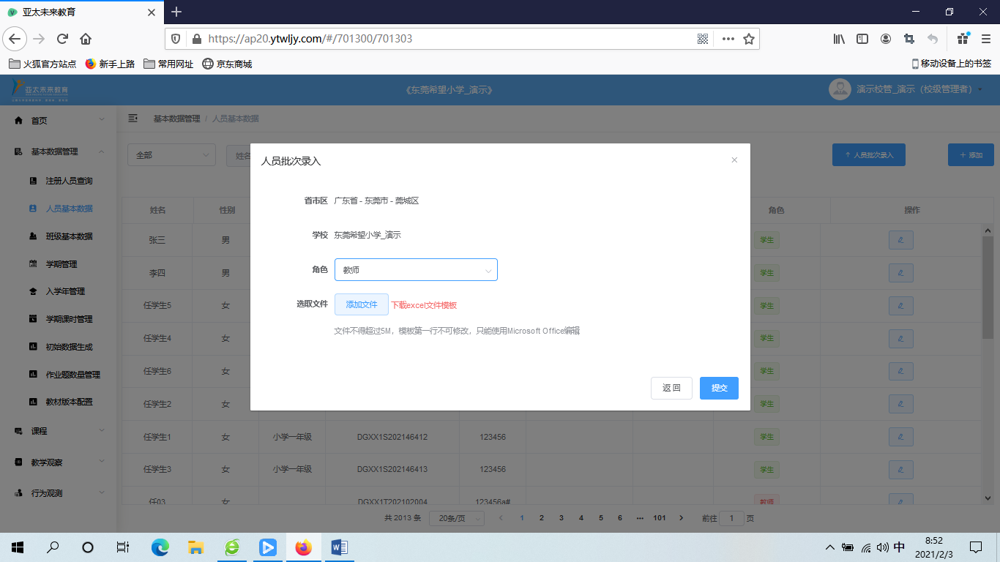 亚太未来教育
https://ap20.ytwljy.com/#/701300/701303
火狐官方站点 新手上路 常用网址 京东商城 移动设备上的书签
亚太未来教育 《东莞希望小学_演示》 演示校管_演示（校级管理者）
首页
基本数据管理 / 人员基本数据
基本数据管理
注册人员查询
人员基本数据
班级基本数据
学期管理
入学年管理
学期课时管理
初始数据生成
作业题数量管理
教材版本配置
课程
教学观察
行为观测
全部 姓名 人员批次录入 添加
人员批次录入
省市区 广东省 - 东莞市 - 莞城区
学校 东莞希望小学_演示
角色 教师
选取文件 添加文件 下载excel文件模板
文件不得超过5M，模板第一行不可修改，只能使用Microsoft Office编辑
返 回 提交
姓名 性别 角色 操作
张三 男 学生
李四 男 学生
任学生5 女 学生
任学生4 女 学生
任学生6 女 学生
任学生2 女 学生
任学生1 女 小学一年级 DGXX1S202146412 123456 学生
任学生3 女 小学一年级 DGXX1S202146413 123456 学生
任03 女 DGXX1T202102004 123456a# 教师
共 2013 条 20条/页 1 2 3 4 5 6 ••• 101 前往 1 页
中 8:52
2021/2/3